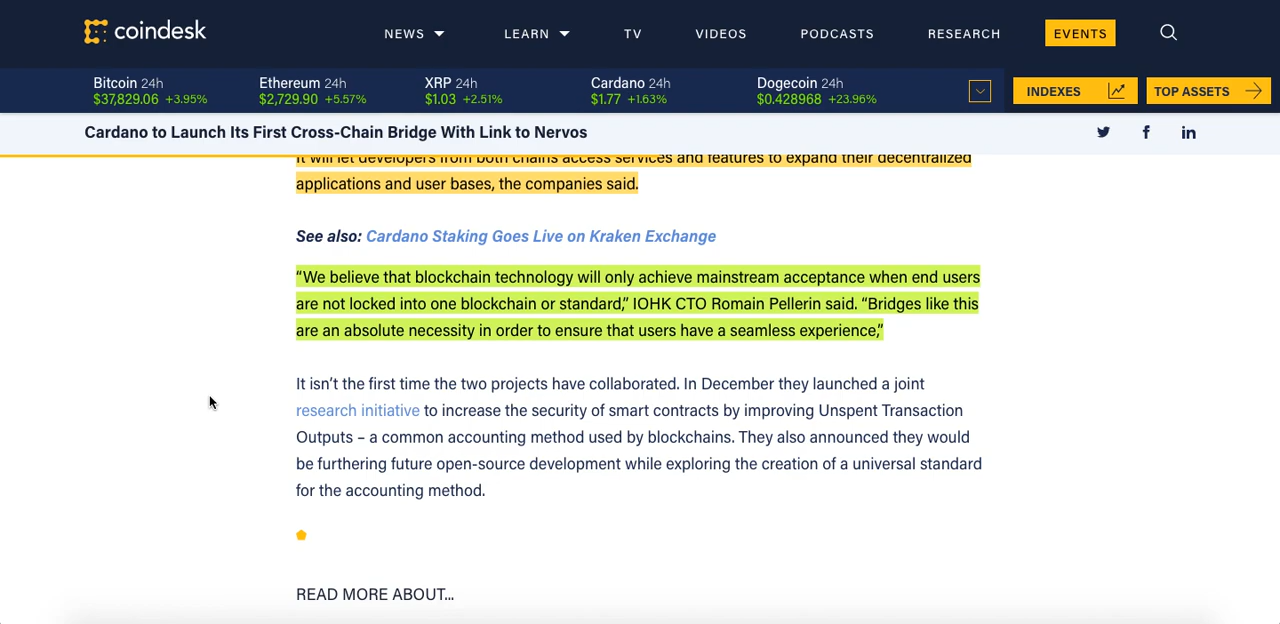 coindesk
NEWS LEARN TV VIDEOS PODCASTS RESEARCH EVENTS
Bitcoin 24h Ethereum 24h XRP 24h Cardano 24h Dogecoin 24h
$37,829.06 +3.95% $2,729.90 +5.57% $1.03 +2.51% $1.77 +1.63% $0.428968 +23.96%
INDEXES TOP ASSETS
Cardano to Launch Its First Cross-Chain Bridge With Link to Nervos
It will let developers from both chains access services and features to expand their decentralized
applications and user bases, the companies said.
See also: Cardano Staking Goes Live on Kraken Exchange
“We believe that blockchain technology will only achieve mainstream acceptance when end users
are not locked into one blockchain or standard,” IOHK CTO Romain Pellerin said. “Bridges like this
are an absolute necessity in order to ensure that users have a seamless experience,”
It isn’t the first time the two projects have collaborated. In December they launched a joint
research initiative to increase the security of smart contracts by improving Unspent Transaction
Outputs – a common accounting method used by blockchains. They also announced they would
be furthering future open-source development while exploring the creation of a universal standard
for the accounting method.
READ MORE ABOUT...